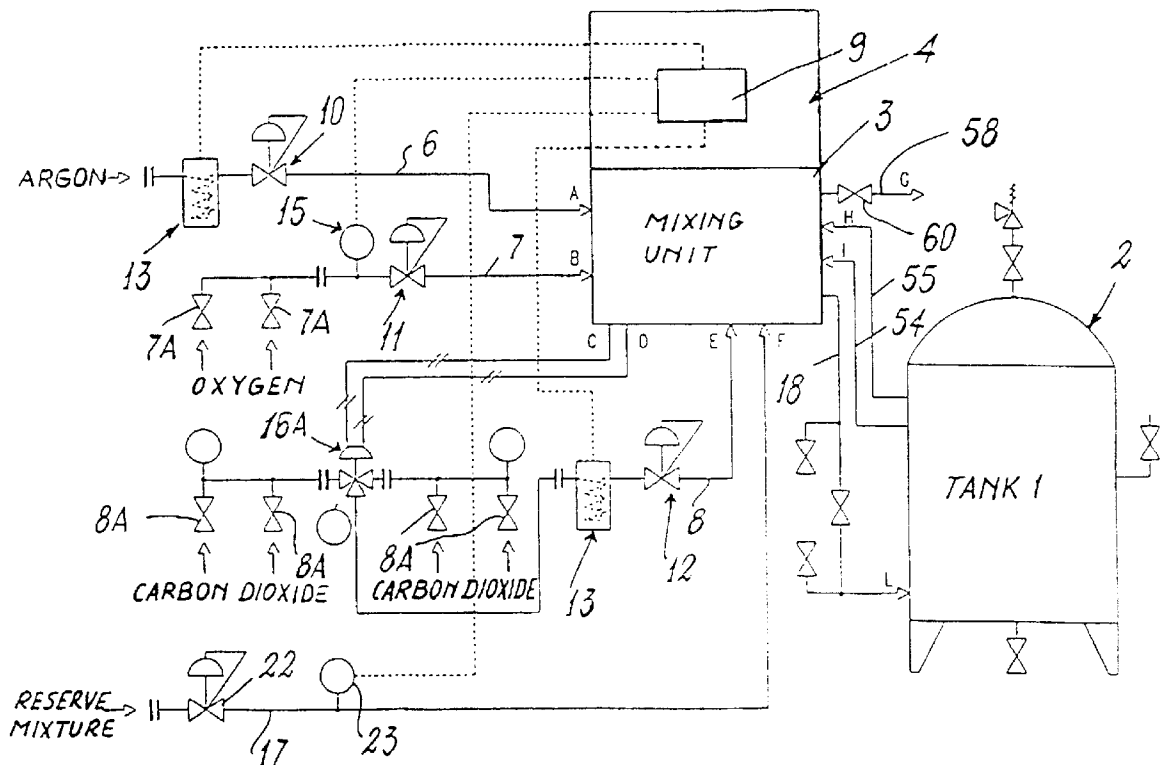 9
4
3
58
10
6
ARGON
A
G
H
60
MIXING
UNIT
15
13
7
B
I
2
55
54
7A
7A
11
C
D
E
F
18
OXYGEN
16A
TANK 1
8A
8A
8A
8
12
13
CARBON DIOXIDE
CARBON DIOXIDE
L
RESERVE
MIXTURE
22
23
17